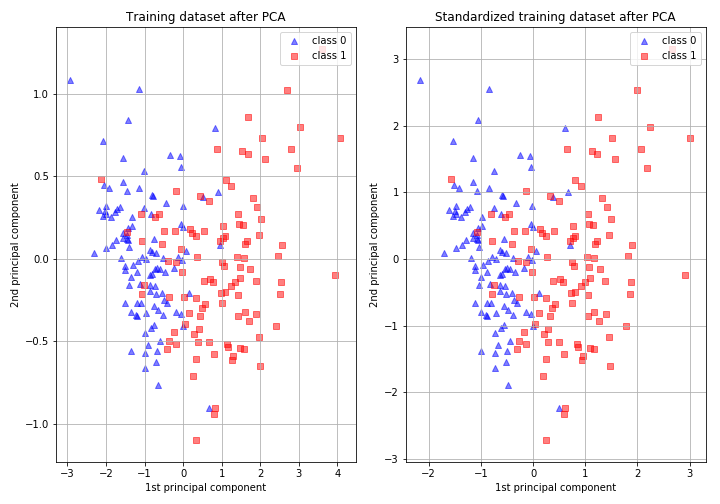 Training dataset after PCA
class 0
class 1
1.0
0.5
0.0
−0.5
−1.0
2nd principal component
−3
−2
−1
0
1
2
3
4
1st principal component
Standardized training dataset after PCA
class 0
class 1
3
2
1
0
−1
−2
−3
2nd principal component
−2
−1
0
1
2
3
1st principal component